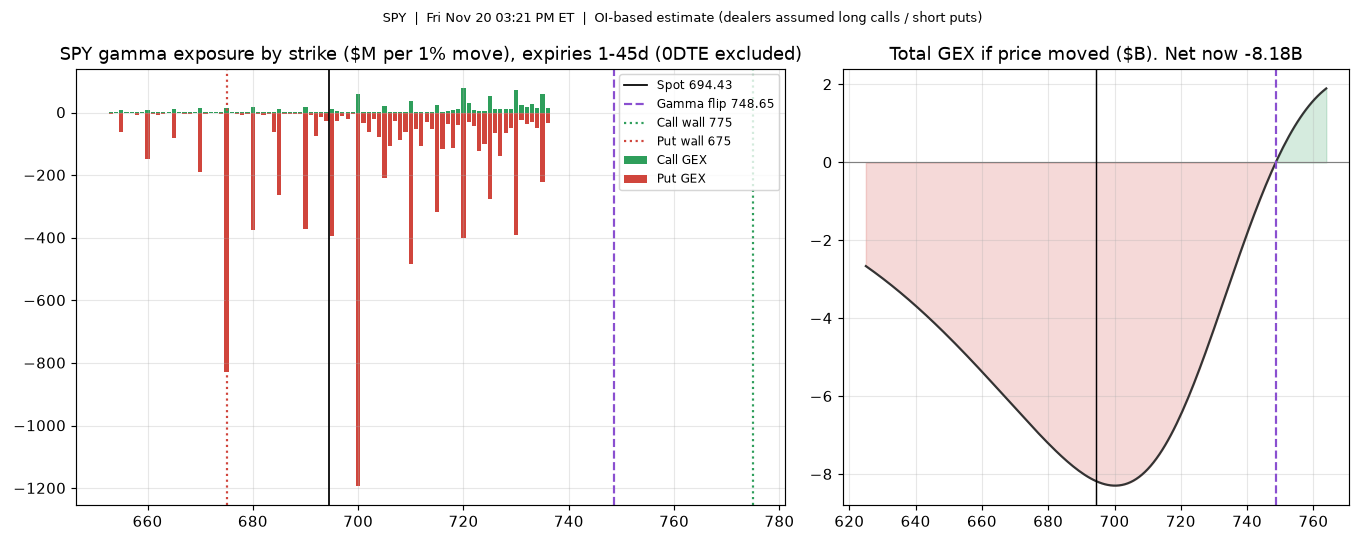 SPY | Fri Nov 20 03:21 PM ET | OI-based estimate (dealers assumed long calls / short puts)
SPY gamma exposure by strike ($M per 1% move), expiries 1-45d (0DTE excluded)
Spot 694.43
Gamma flip 748.65
Call wall 775
Put wall 675
Call GEX
Put GEX
0
−200
−400
−600
−800
−1000
−1200
660 680 700 720 740 760 780
Total GEX if price moved ($B). Net now -8.18B
2
0
−2
−4
−6
−8
620 640 660 680 700 720 740 760